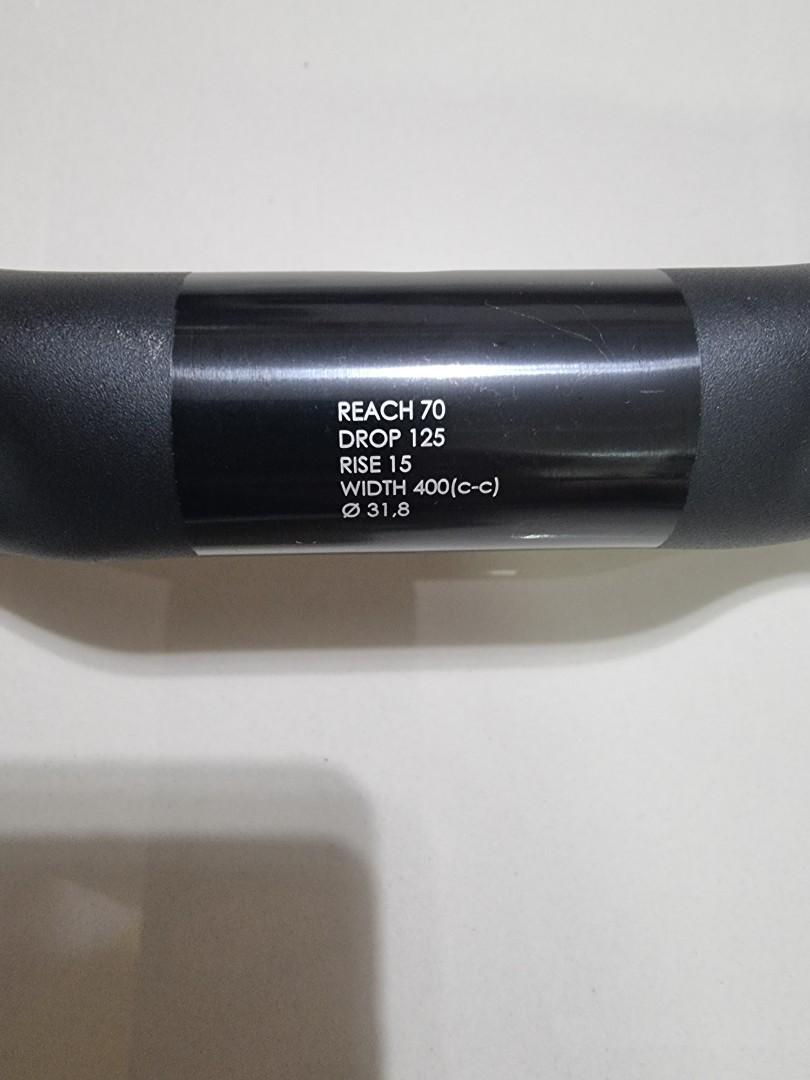 REACH 70
DROP 125
RISE 15
WIDTH 400(c-c)
Ø 31,8